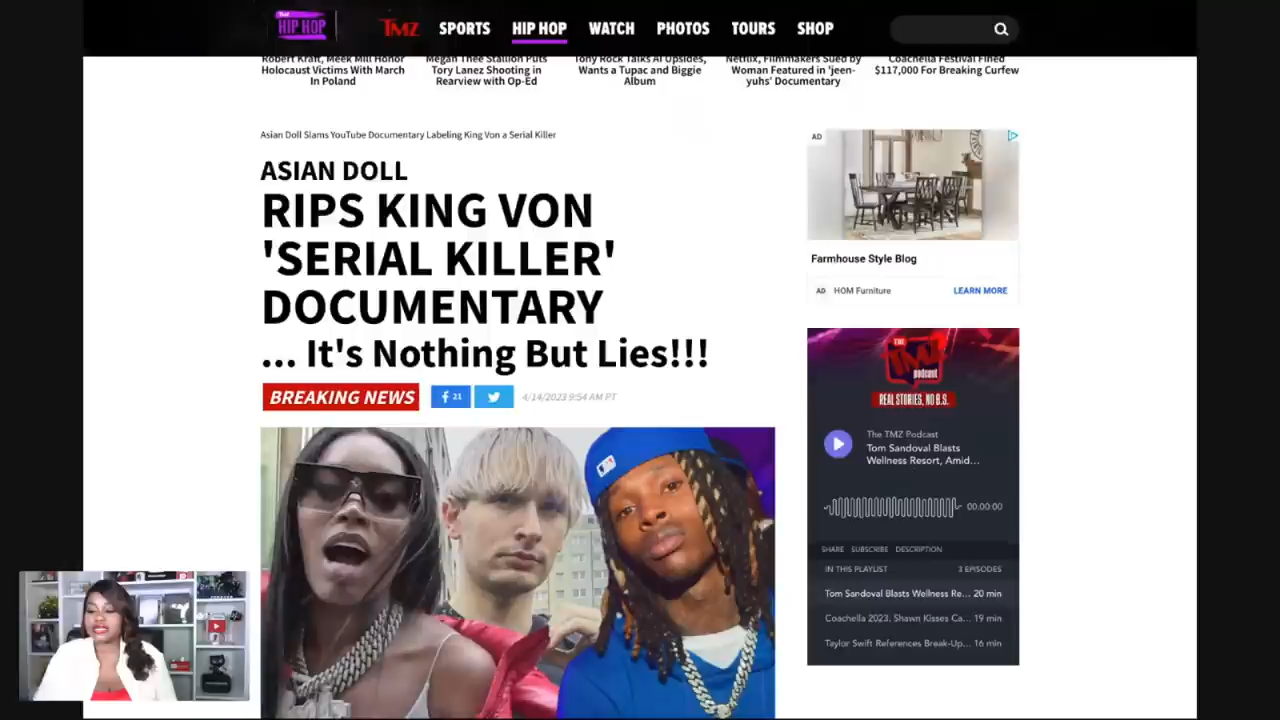 TMZ
HIP HOP
TMZ
SPORTS
HIP HOP
WATCH
PHOTOS
TOURS
SHOP
Robert Kraft, Meek Mill Honor
Holocaust Victims With March
In Poland
Megan Thee Stallion Puts
Tory Lanez Shooting in
Rearview with Op-Ed
Tony Rock Talks AI Upsides,
Wants a Tupac and Biggie
Album
Netflix, Filmmakers Sued by
Woman Featured in 'jeen-
yuhs' Documentary
Coachella Festival Fined
$117,000 For Breaking Curfew
Asian Doll Slams YouTube Documentary Labeling King Von a Serial Killer
ASIAN DOLL
RIPS KING VON
'SERIAL KILLER'
DOCUMENTARY
... It's Nothing But Lies!!!
BREAKING NEWS
21
4/14/2023 9:54 AM PT
AD
Farmhouse Style Blog
AD HOM Furniture
LEARN MORE
THE
TMZ
podcast
REAL STORIES, NO B.S.
The TMZ Podcast
Tom Sandoval Blasts
Wellness Resort, Amid...
00:00:00
SHARE SUBSCRIBE DESCRIPTION
IN THIS PLAYLIST 3 EPISODES
Tom Sandoval Blasts Wellness Re... 20 min
Coachella 2023, Shawn Kisses Ca... 19 min
Taylor Swift References Break-Up... 16 min